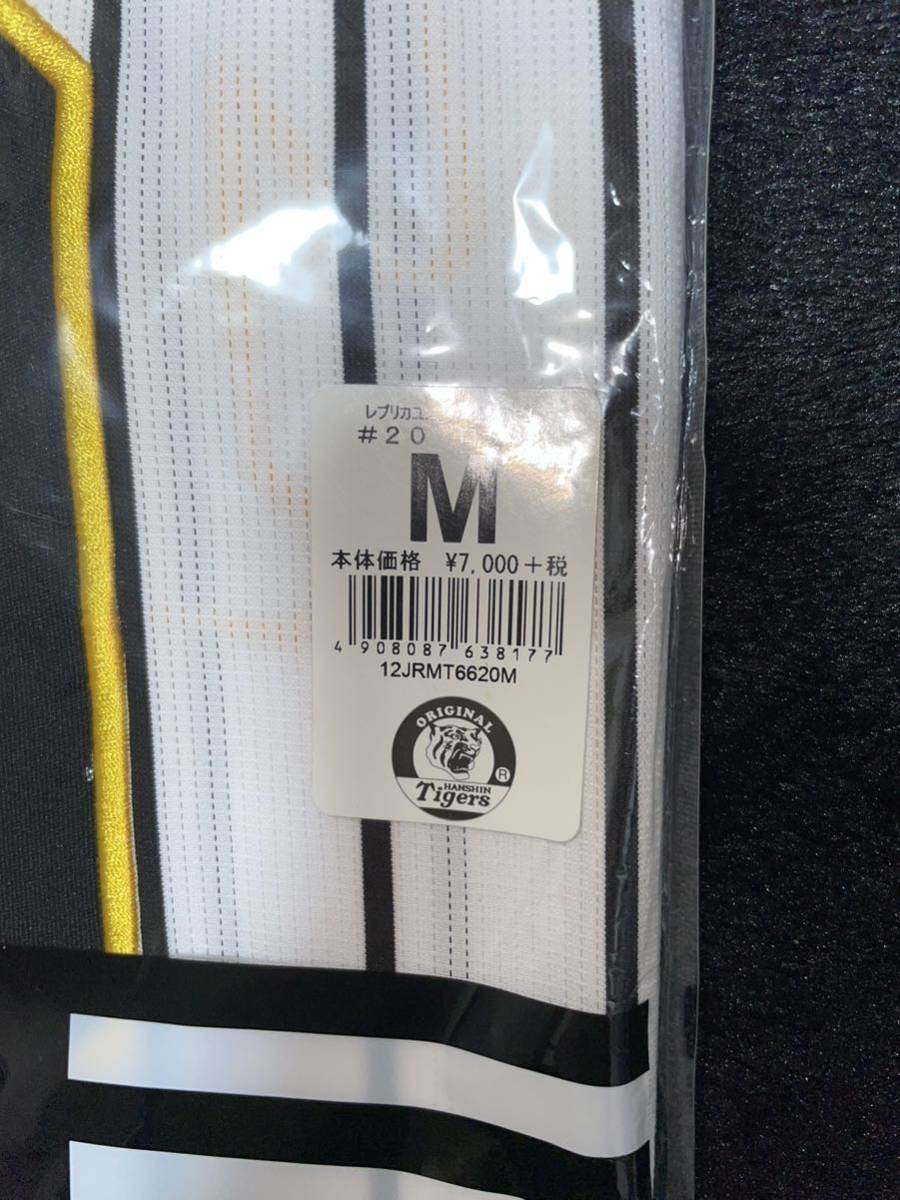 レプリカユ
#20
M
本体価格 ¥7,000+税
4 908087 638177
12JRMT6620M
ORIGINAL
HANSHIN
Tigers
®